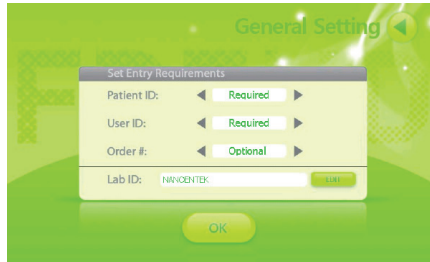 General Setting
Set Entry Requirements
Patient ID: Required
User ID: Required
Order #: Optional
Lab ID: NANOENTEK
OK